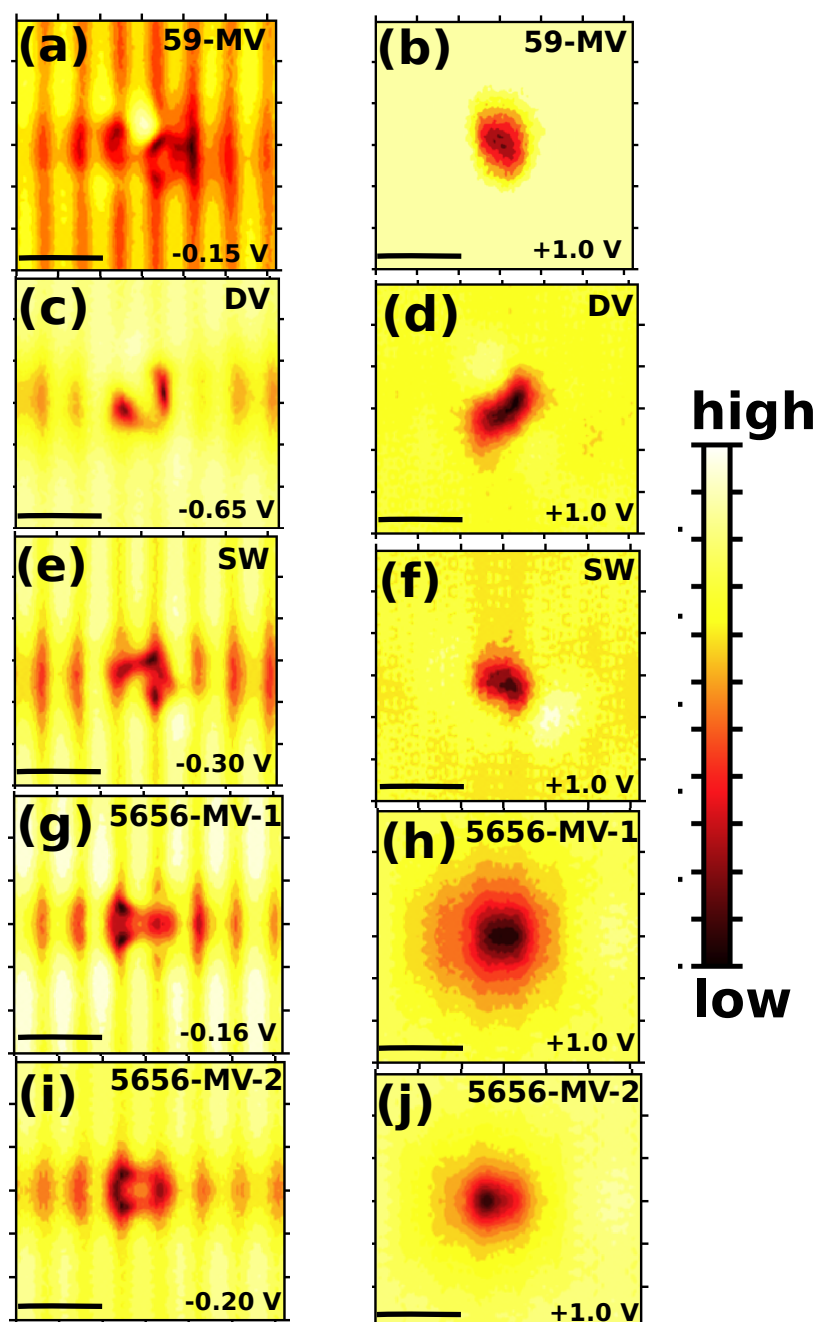 (a) 59-MV
-0.15 V
(b) 59-MV
+1.0 V
(c) DV
-0.65 V
(d) DV
+1.0 V
(e) SW
-0.30 V
(f) SW
+1.0 V
(g) 5656-MV-1
-0.16 V
(h) 5656-MV-1
+1.0 V
(i) 5656-MV-2
-0.20 V
(j) 5656-MV-2
+1.0 V
high
low